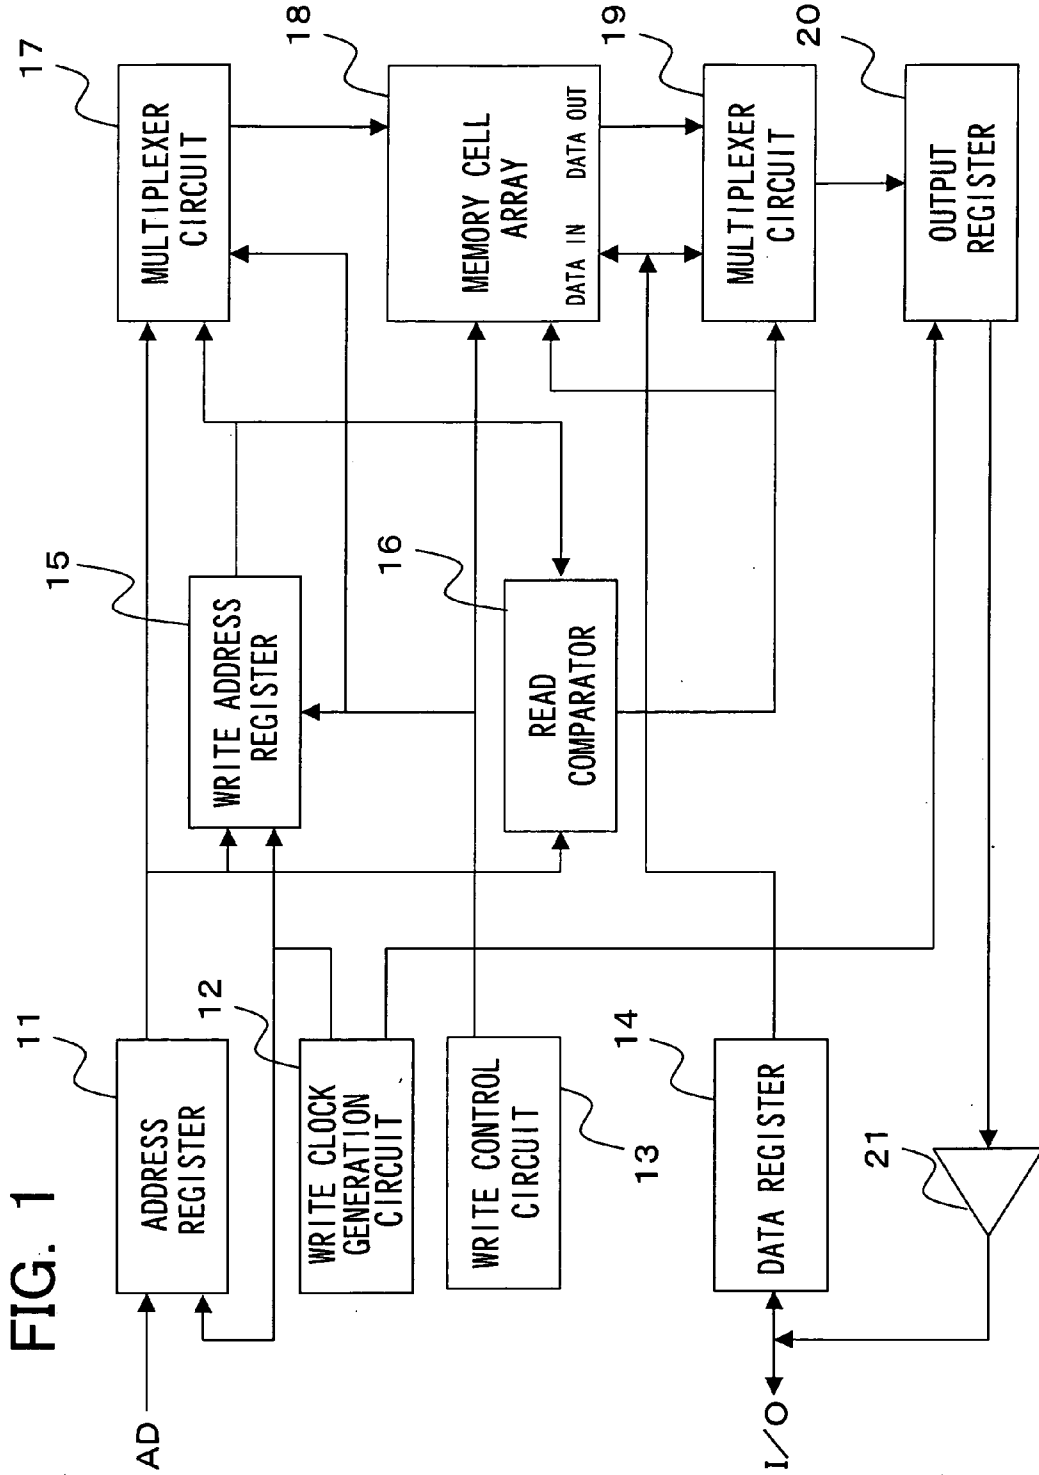 FIG. 1
AD
11
ADDRESS
REGISTER
12
WRITE CLOCK
GENERATION
CIRCUIT
WRITE CONTROL
CIRCUIT
13
14
DATA REGISTER
I/O
15
WRITE ADDRESS
REGISTER
16
READ
COMPARATOR
17
MULTIPLEXER
CIRCUIT
18
MEMORY CELL
ARRAY
DATA IN DATA OUT
19
MULTIPLEXER
CIRCUIT
20
OUTPUT
REGISTER
21